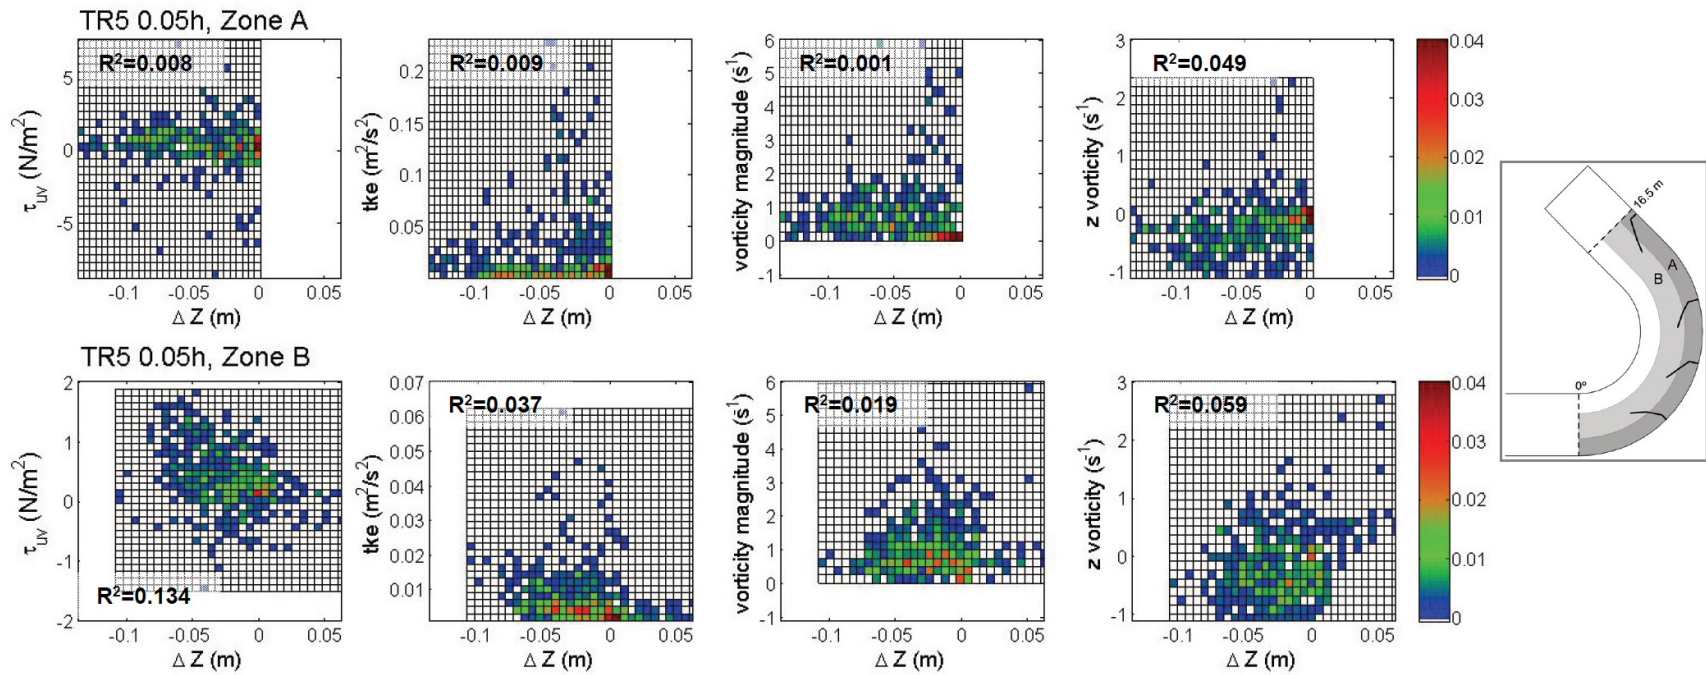 TR5 0.05h, Zone A
R²=0.008
5
0
-5
τuv (N/m²)
-0.1 -0.05 0 0.05
Δ Z (m)
R²=0.009
0.2
0.15
0.1
0.05
tke (m²/s²)
-0.1 -0.05 0 0.05
Δ Z (m)
R²=0.001
6
5
4
3
2
1
0
-1
vorticity magnitude (s⁻¹)
-0.1 -0.05 0 0.05
Δ Z (m)
R²=0.049
3
2
1
0
-1
z vorticity (s⁻¹)
-0.1 -0.05 0 0.05
Δ Z (m)
0.04
0.03
0.02
0.01
0
16.5 m
A
B
0º
TR5 0.05h, Zone B
2
1
0
-1
-2
R²=0.134
τuv (N/m²)
-0.1 -0.05 0 0.05
Δ Z (m)
R²=0.037
0.07
0.06
0.05
0.04
0.03
0.02
0.01
tke (m²/s²)
-0.1 -0.05 0 0.05
Δ Z (m)
R²=0.019
6
5
4
3
2
1
0
-1
vorticity magnitude (s⁻¹)
-0.1 -0.05 0 0.05
Δ Z (m)
R²=0.059
3
2
1
0
-1
z vorticity (s⁻¹)
-0.1 -0.05 0 0.05
Δ Z (m)
0.04
0.03
0.02
0.01
0